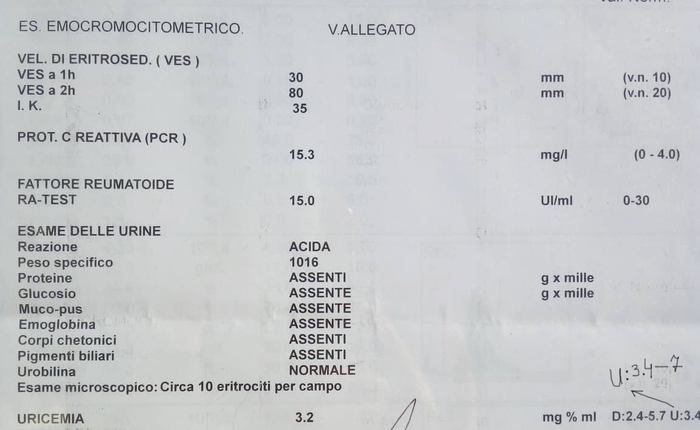 ES. EMOCROMOCITOMETRICO. V.ALLEGATO
VEL. DI ERITROSED. ( VES )
VES a 1h 30 mm (v.n. 10)
VES a 2h 80 mm (v.n. 20)
I. K. 35
PROT. C REATTIVA (PCR )
15.3 mg/l (0 - 4.0)
FATTORE REUMATOIDE
RA-TEST 15.0 UI/ml 0-30
ESAME DELLE URINE
Reazione ACIDA
Peso specifico 1016
Proteine ASSENTI g x mille
Glucosio ASSENTE g x mille
Muco-pus ASSENTE
Emoglobina ASSENTE
Corpi chetonici ASSENTI
Pigmenti biliari ASSENTI
Urobilina NORMALE
Esame microscopico: Circa 10 eritrociti per campo
U:3.4-7
URICEMIA 3.2 mg % ml D:2.4-5.7 U:3.4